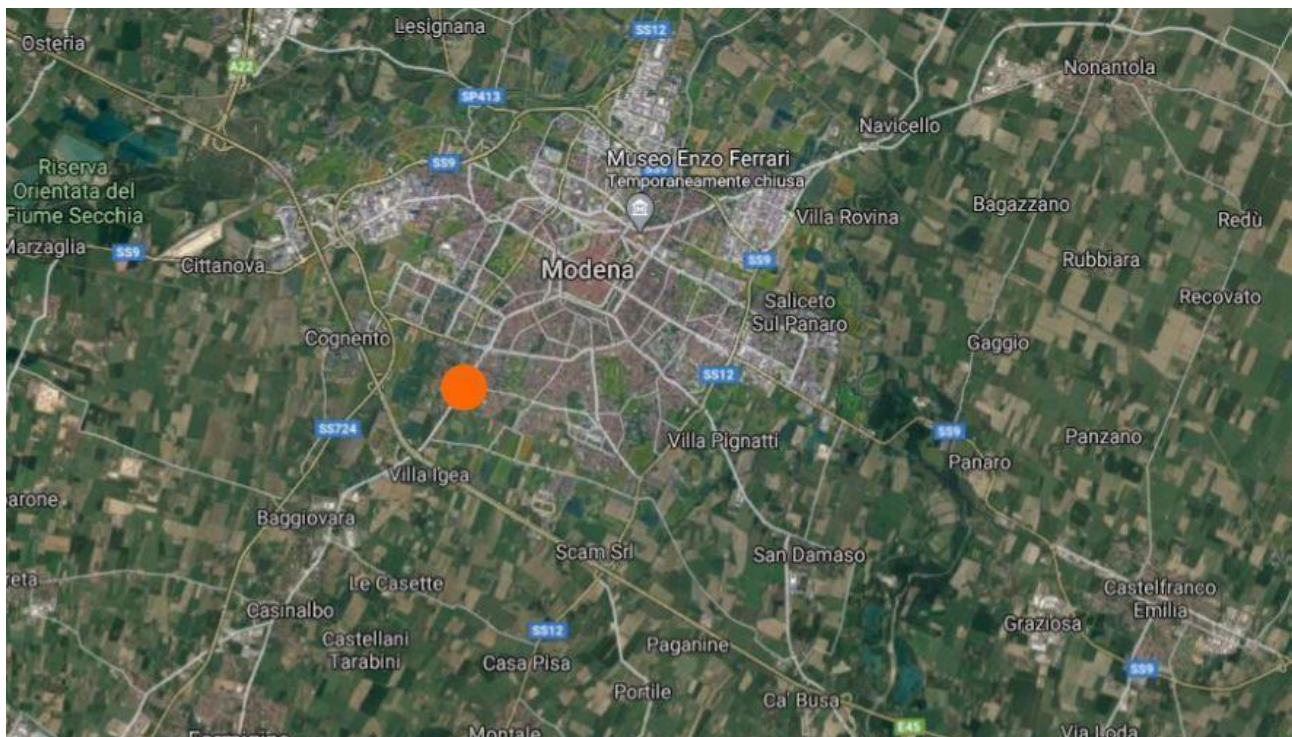 Lesignana
SS12
Osteria
A22
Nonantola
SP413
Navicello
Museo Enzo Ferrari
Temporaneamente chiusa
SS9
SS9
Riserva
Orientata del
Fiume Secchia
Villa Rovina
Bagazzano
Redù
Marzaglia
SS9
Cittanova
Modena
SS9
Rubbiara
Saliceto
Sul Panaro
Recovato
Cognento
Gaggio
SS12
SS724
Villa Pignatti
SS9
Panzano
Villa Igea
Panaro
Baggiovara
Scam Srl
San Damaso
Le Casette
Castelfranco
Emilia
Casinalbo
Graziosa
SS12
Castellani
Tarabini
Paganine
Casa Pisa
SS9
Portile
Ca' Busa
E45
Montale
Via Loda